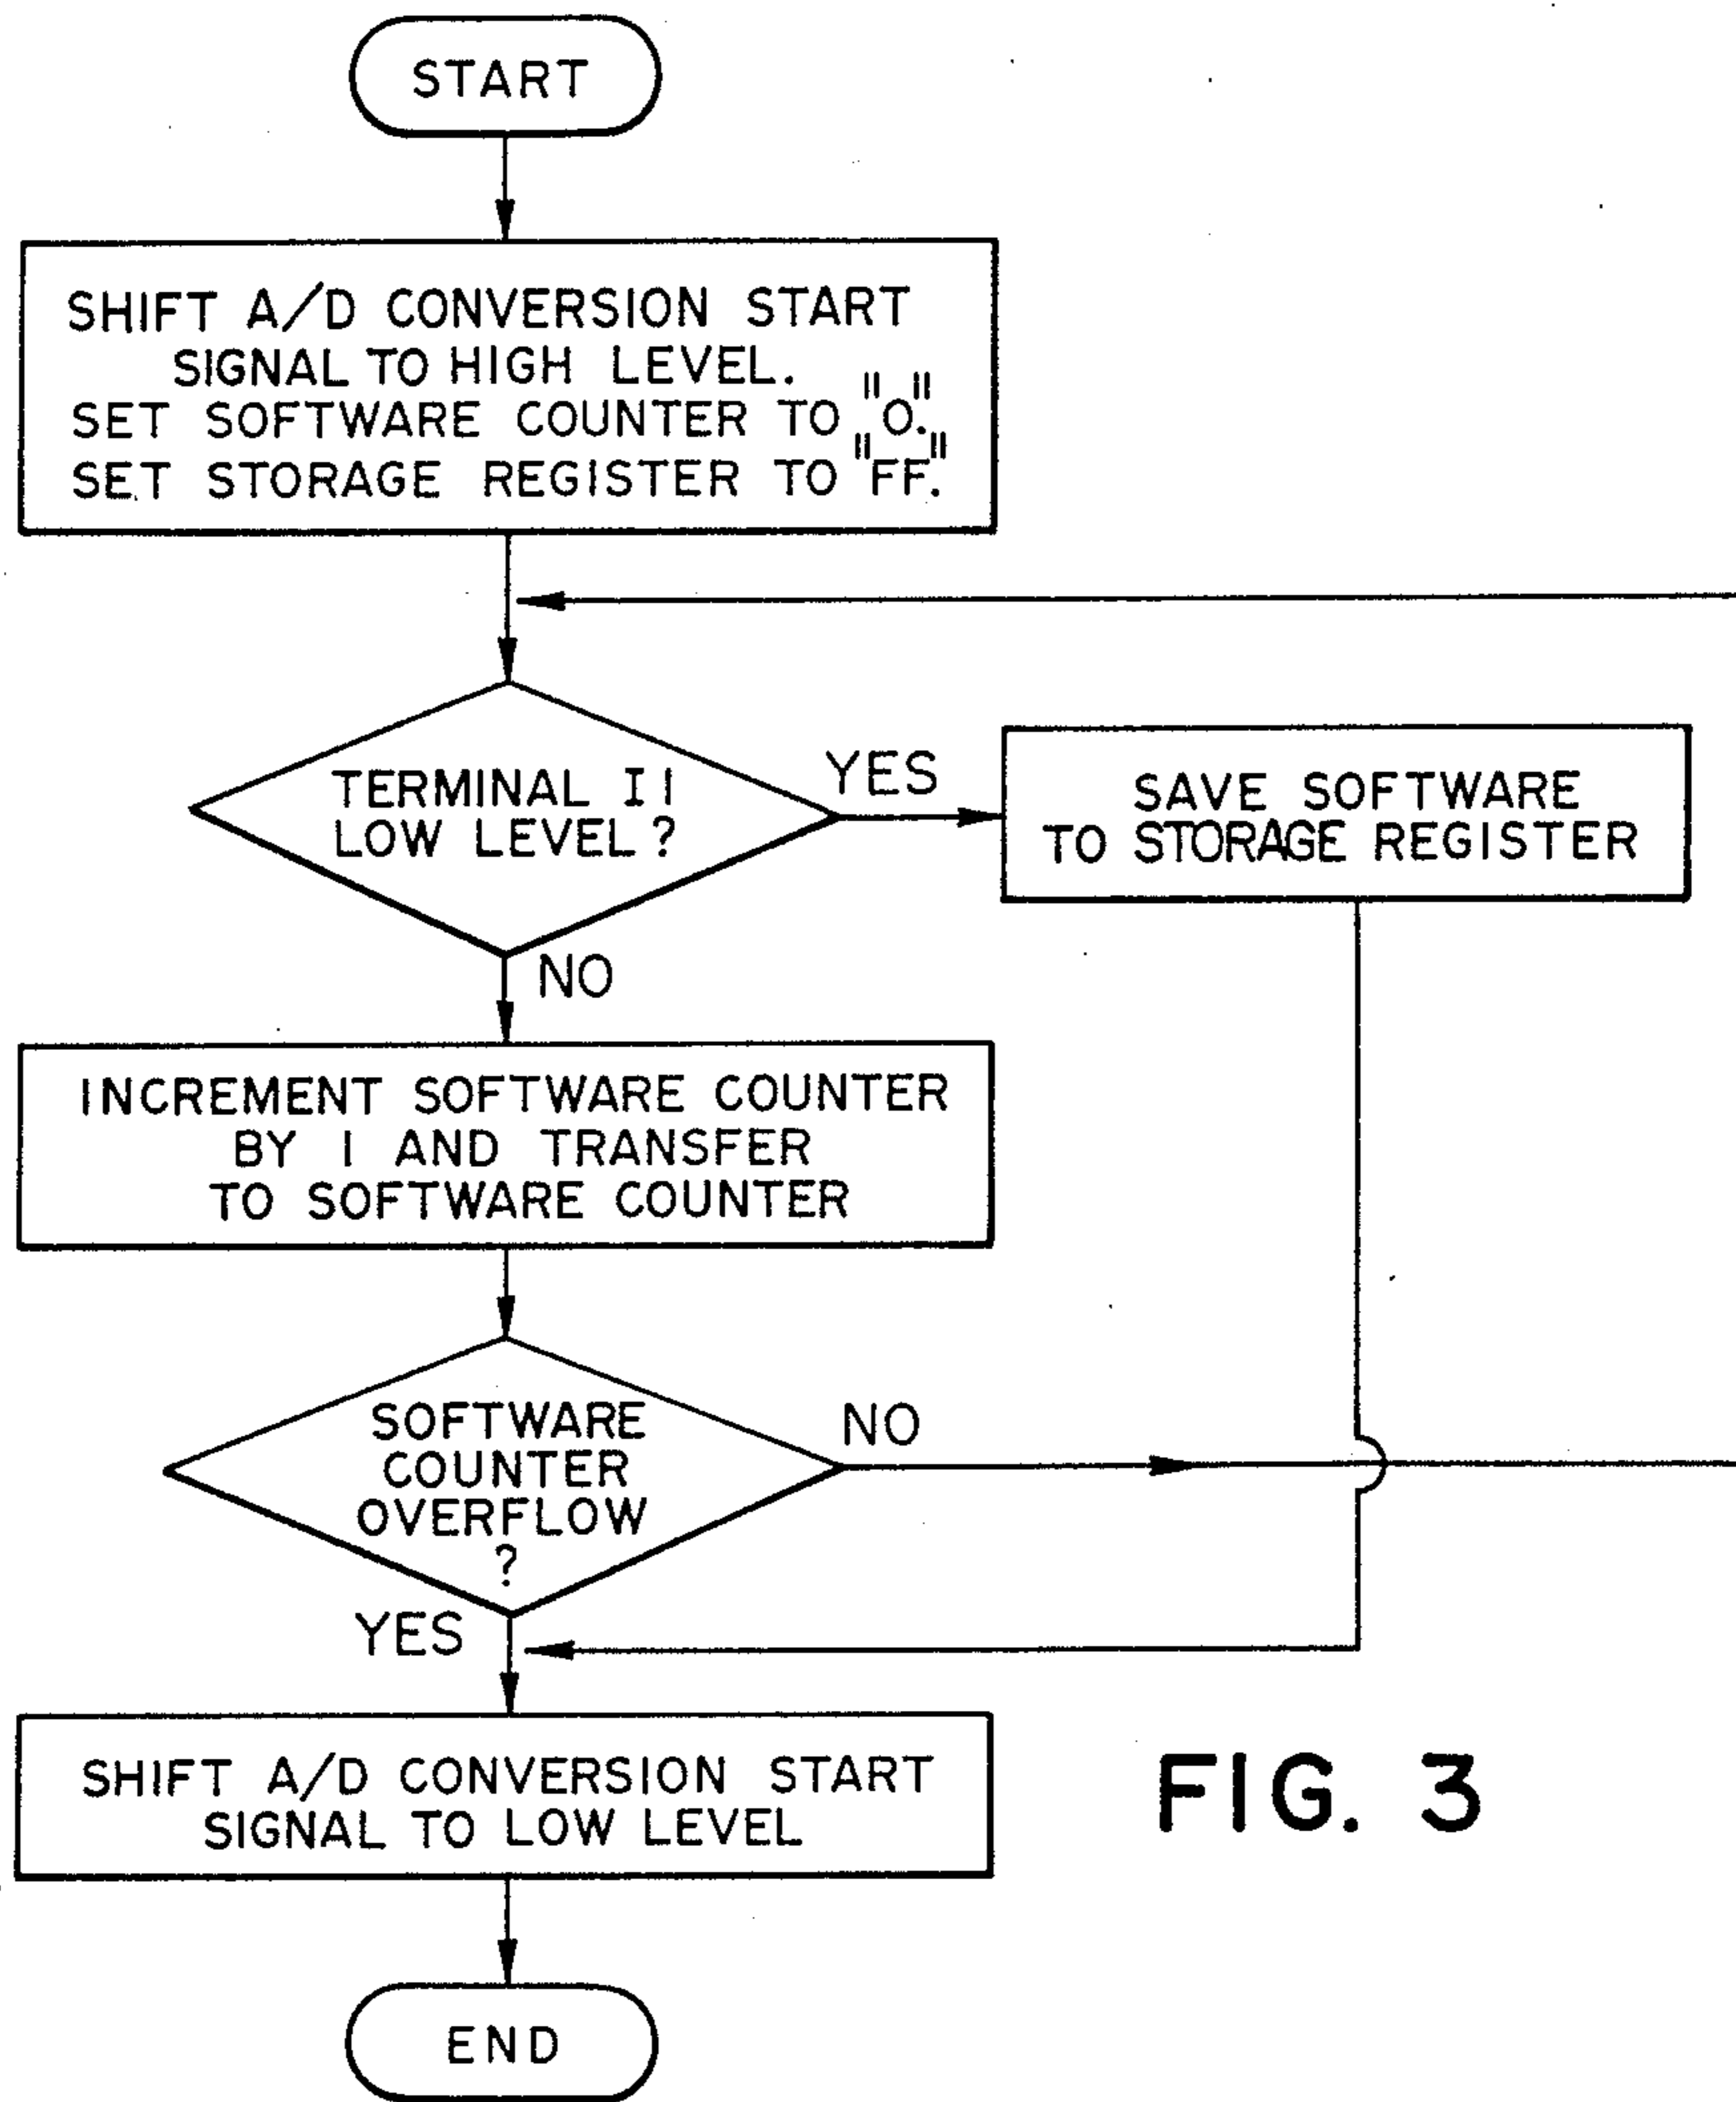 START
SHIFT A/D CONVERSION START
SIGNAL TO HIGH LEVEL.
SET SOFTWARE COUNTER TO "0."
SET STORAGE REGISTER TO "FF."
TERMINAL I1
LOW LEVEL?
YES
SAVE SOFTWARE
TO STORAGE REGISTER
NO
INCREMENT SOFTWARE COUNTER
BY 1 AND TRANSFER
TO SOFTWARE COUNTER
SOFTWARE
COUNTER
OVERFLOW
?
NO
YES
SHIFT A/D CONVERSION START
SIGNAL TO LOW LEVEL
FIG. 3
END